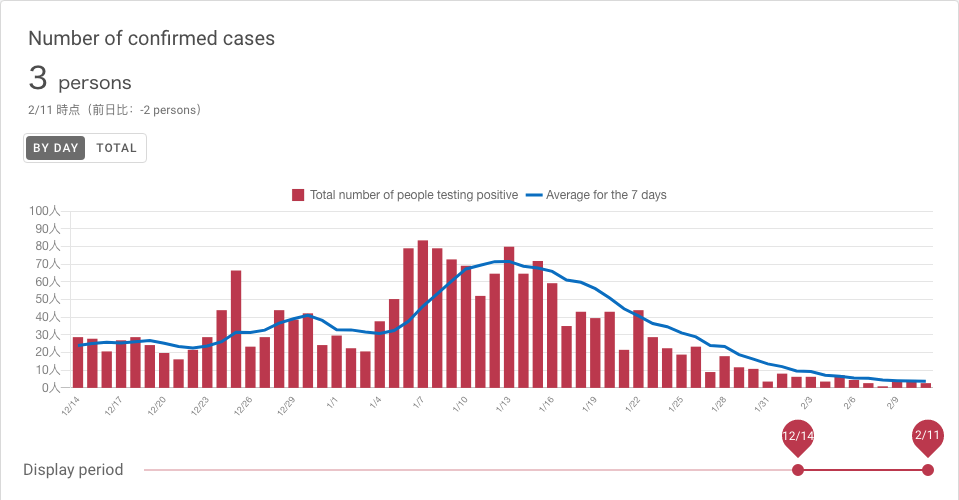 Number of confirmed cases
3 persons
2/11 時点（前日比：-2 persons）
BY DAY TOTAL
Total number of people testing positive Average for the 7 days
100人
90人
80人
70人
60人
50人
40人
30人
20人
10人
0人
12/14 12/17 12/20 12/23 12/26 12/29 1/1 1/4 1/7 1/10 1/13 1/16 1/19 1/22 1/25 1/28 1/31 2/3 2/6 2/9
12/14 2/11
Display period